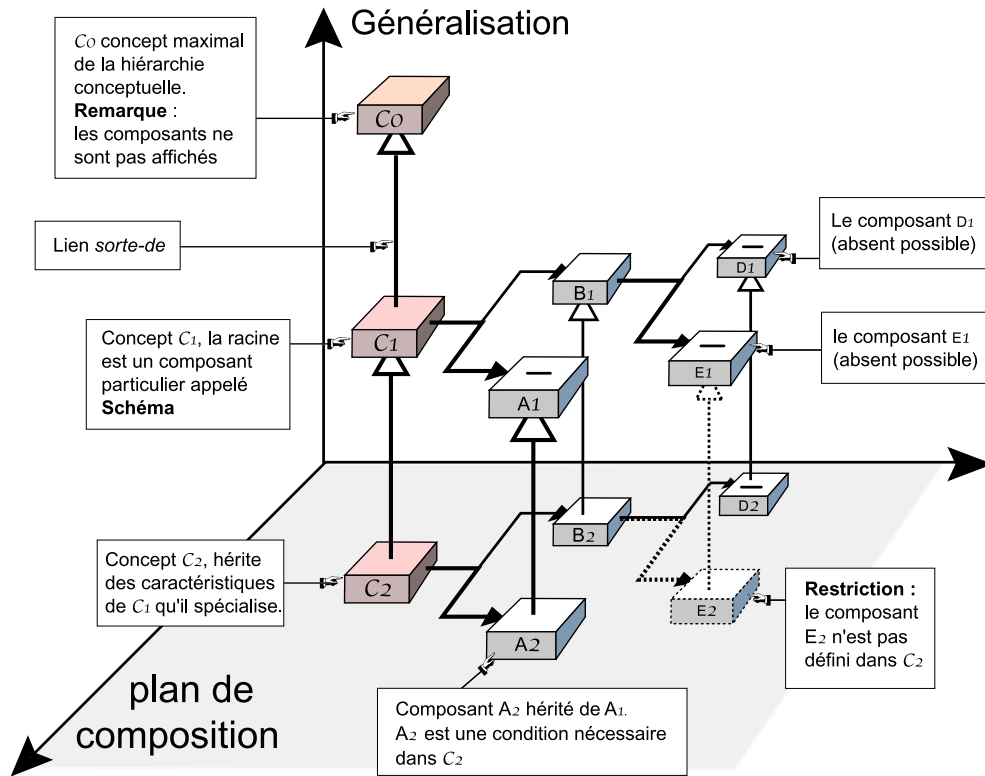 Généralisation
C0 concept maximal
de la hiérarchie
conceptuelle.
Remarque :
les composants ne
sont pas affichés
C0
Lien sorte-de
Le composant D1
(absent possible)
D1
B1
Concept C1, la racine
est un composant
particulier appelé
Schéma
C1
le composant E1
(absent possible)
E1
A1
D2
B2
Concept C2, hérite
des caractéristiques
de C1 qu'il spécialise.
C2
E2
Restriction :
le composant
E2 n'est pas
défini dans C2
A2
plan de
composition
Composant A2 hérité de A1.
A2 est une condition nécessaire
dans C2